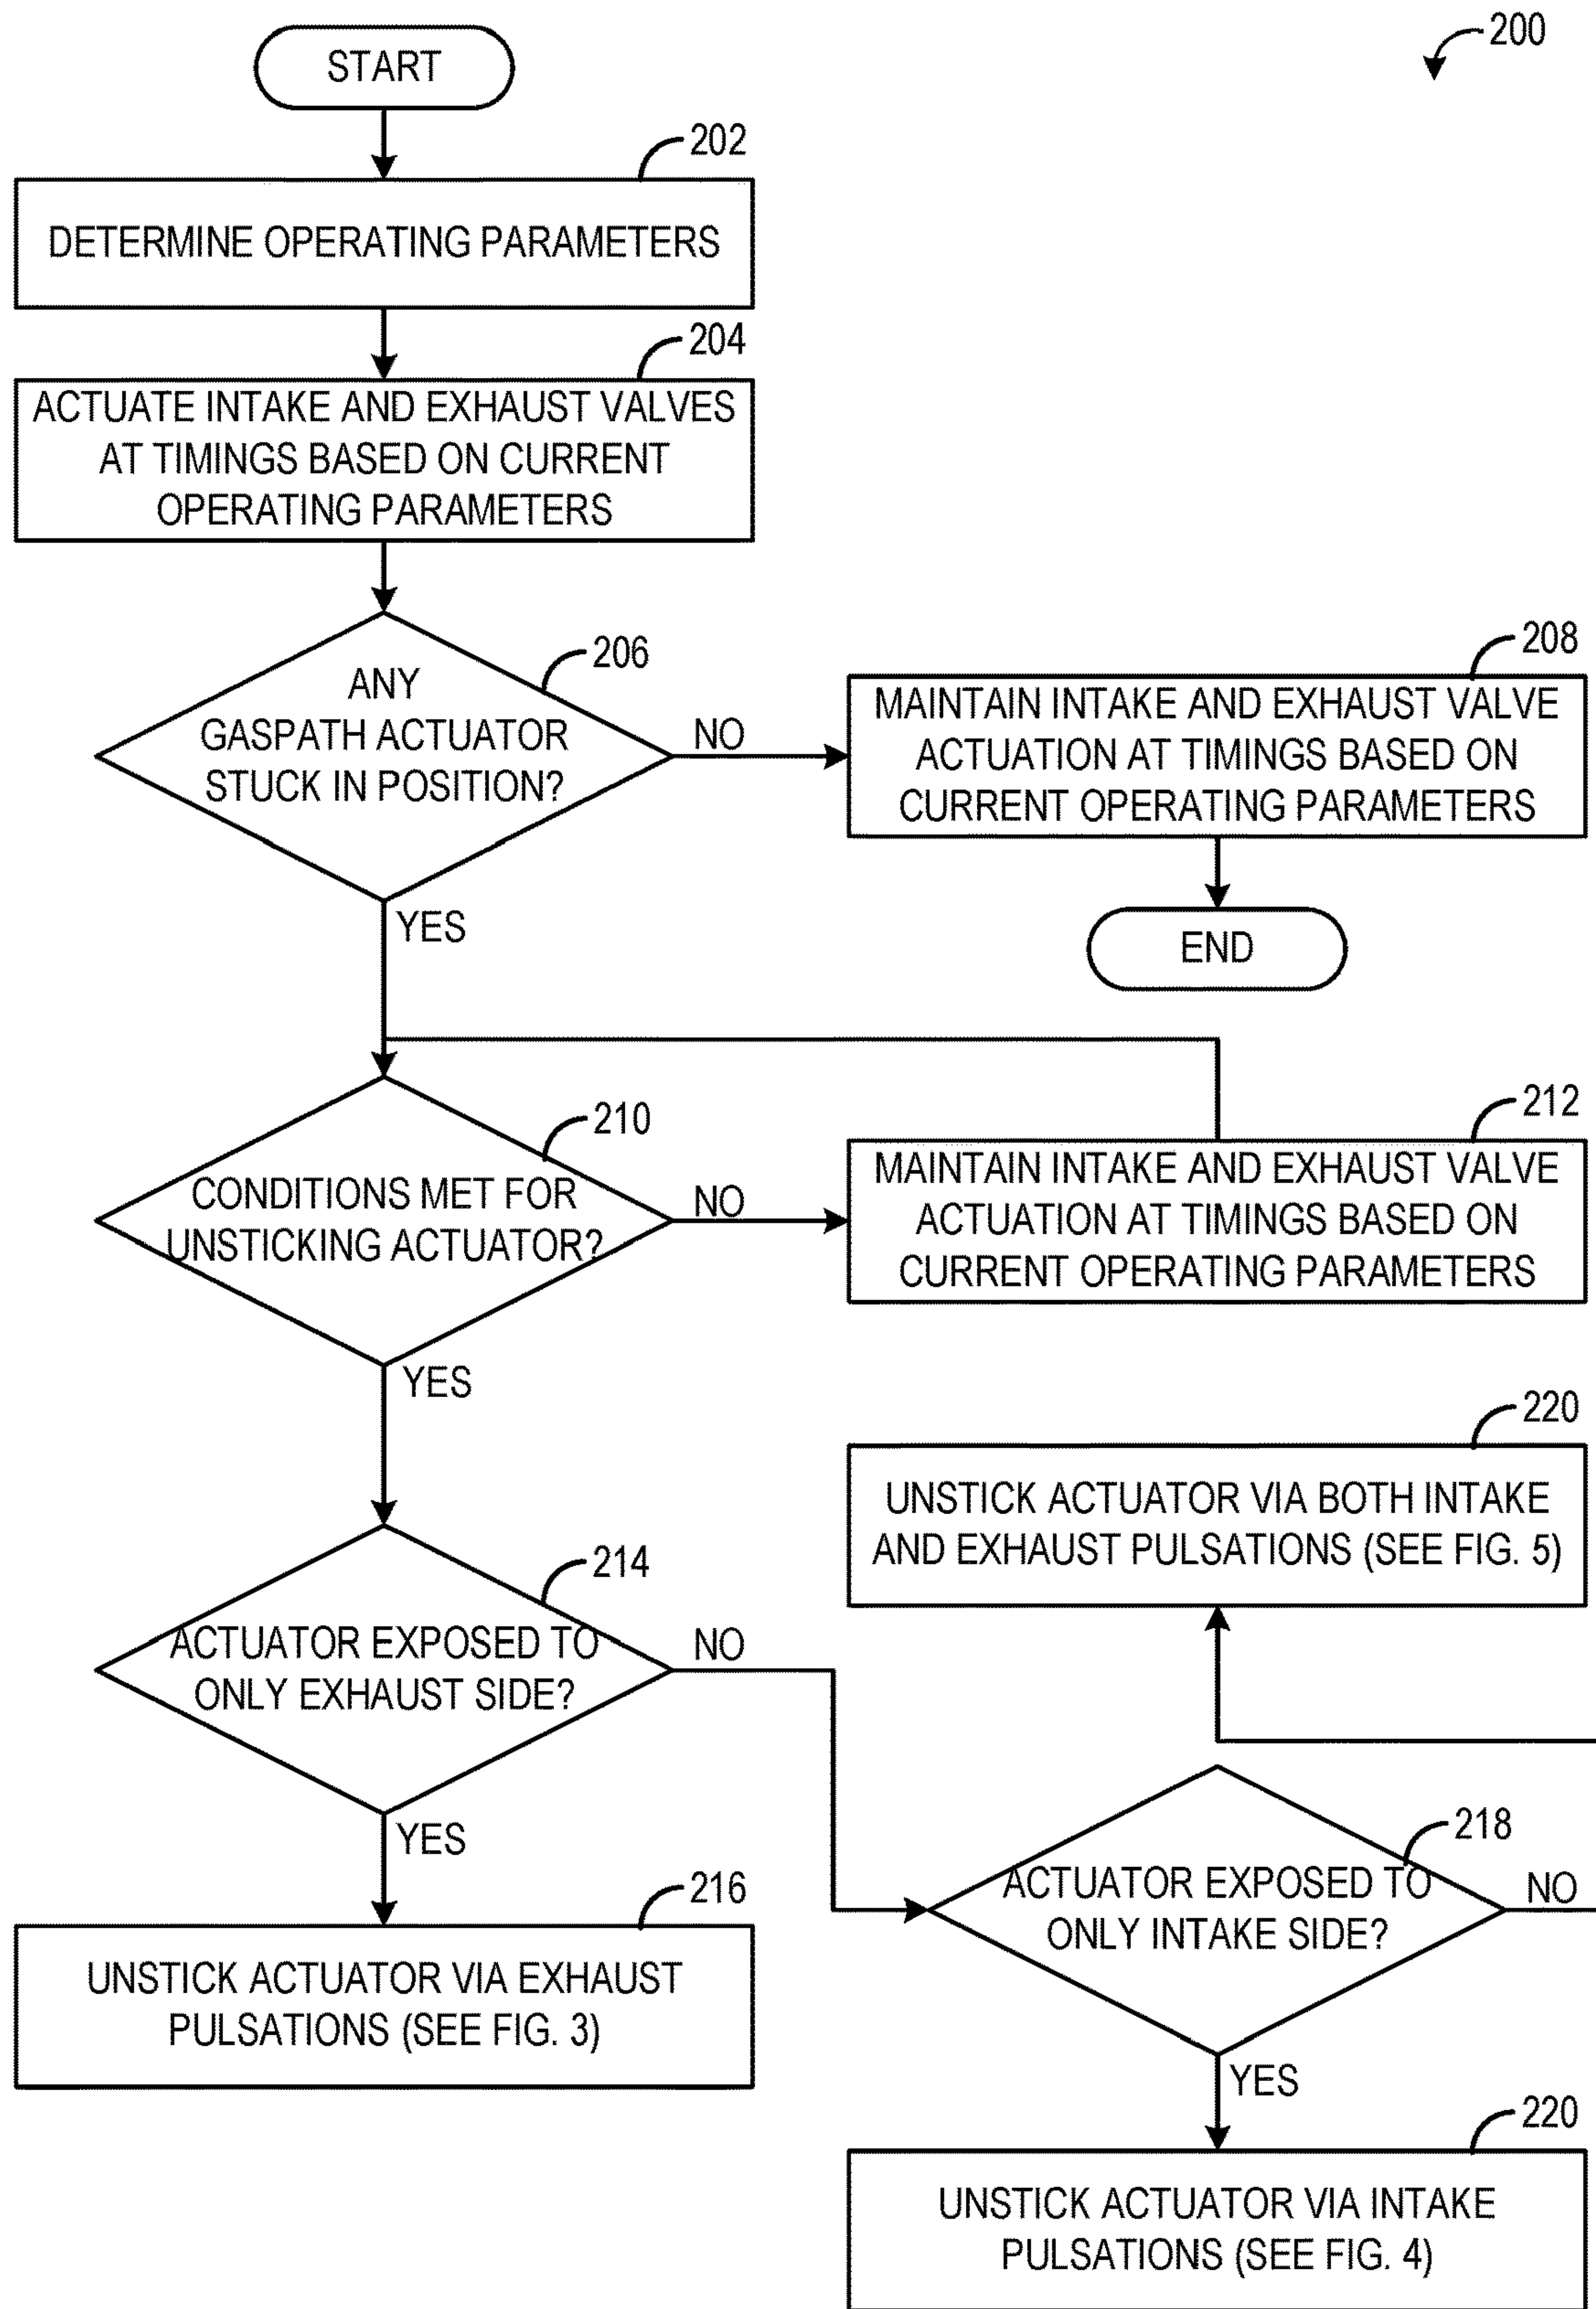 200
START
202
DETERMINE OPERATING PARAMETERS
204
ACTUATE INTAKE AND EXHAUST VALVES
AT TIMINGS BASED ON CURRENT
OPERATING PARAMETERS
206
ANY
GASPATH ACTUATOR
STUCK IN POSITION?
NO
208
MAINTAIN INTAKE AND EXHAUST VALVE
ACTUATION AT TIMINGS BASED ON
CURRENT OPERATING PARAMETERS
YES
END
210
CONDITIONS MET FOR
UNSTICKING ACTUATOR?
NO
212
MAINTAIN INTAKE AND EXHAUST VALVE
ACTUATION AT TIMINGS BASED ON
CURRENT OPERATING PARAMETERS
YES
220
UNSTICK ACTUATOR VIA BOTH INTAKE
AND EXHAUST PULSATIONS (SEE FIG. 5)
214
ACTUATOR EXPOSED TO
ONLY EXHAUST SIDE?
NO
YES
218
ACTUATOR EXPOSED TO
ONLY INTAKE SIDE?
NO
216
UNSTICK ACTUATOR VIA EXHAUST
PULSATIONS (SEE FIG. 3)
YES
220
UNSTICK ACTUATOR VIA INTAKE
PULSATIONS (SEE FIG. 4)